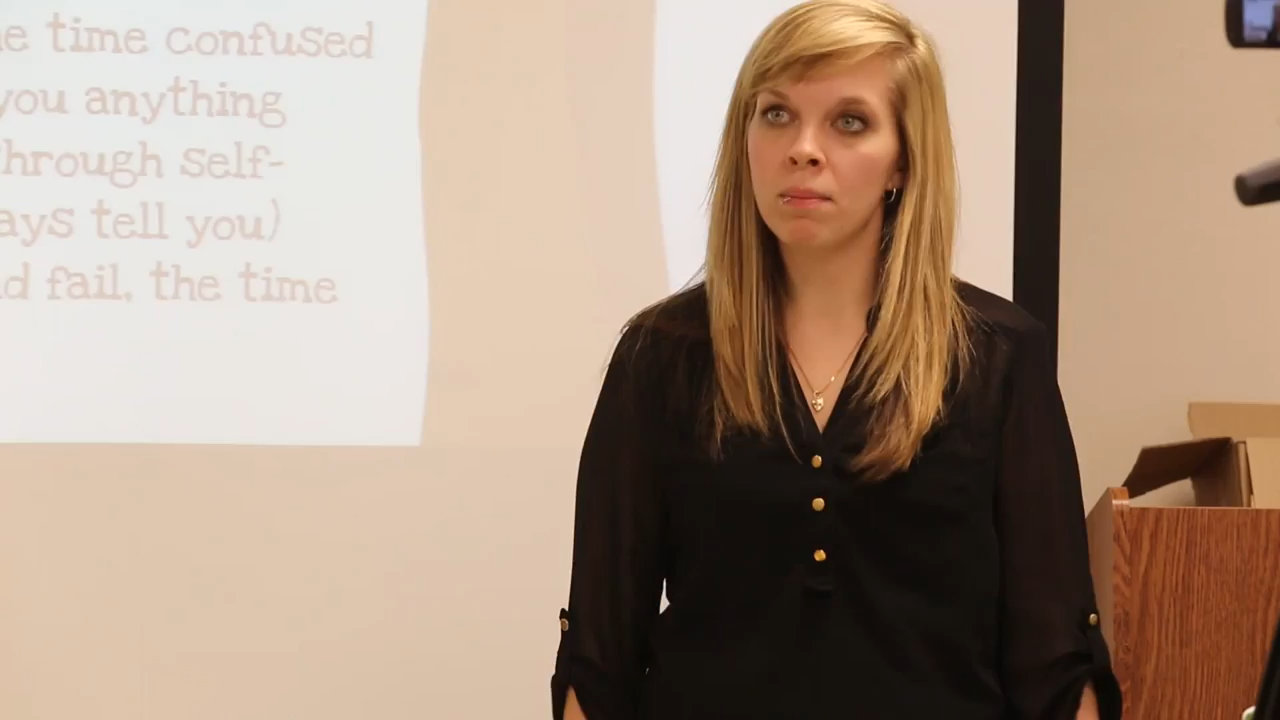 e time confused
you anything
hrough self-
ays tell you)
d fail, the time